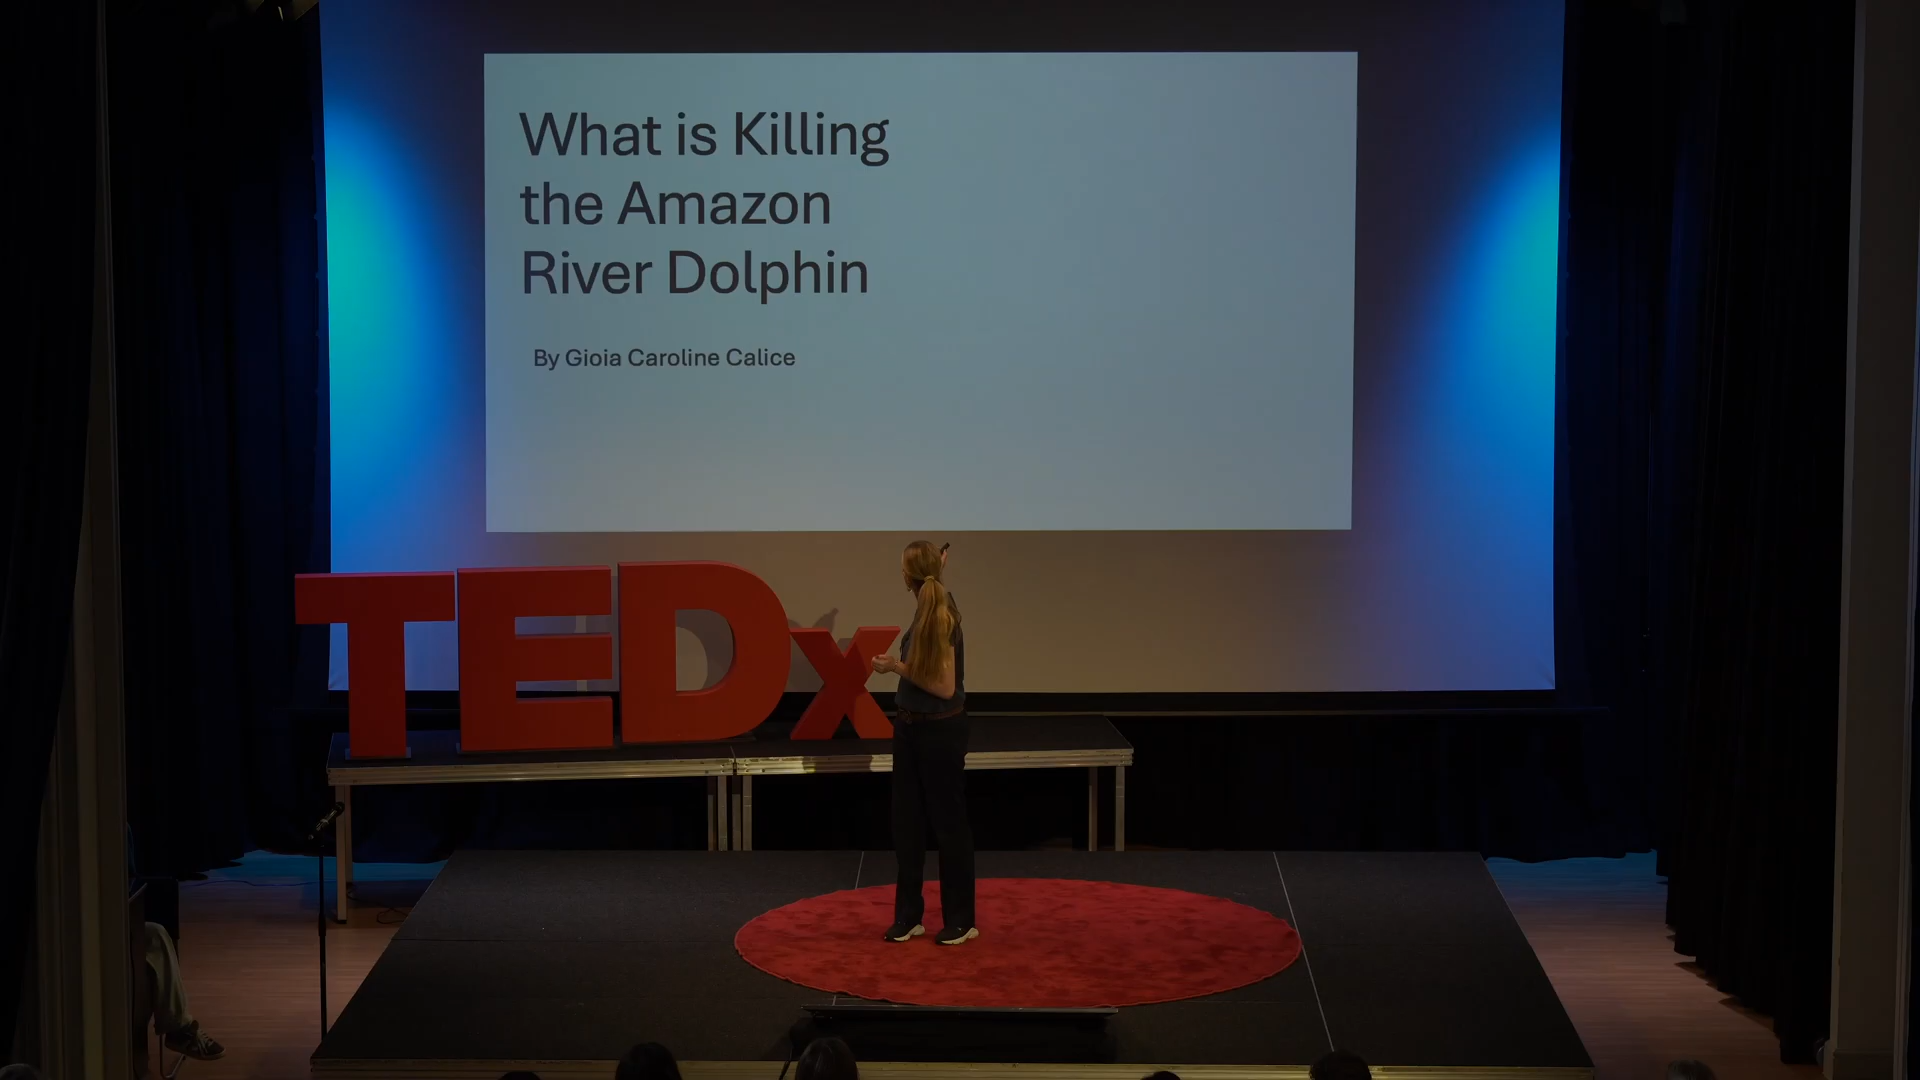 What is Killing
the Amazon
River Dolphin
By Gioia Caroline Calice
TEDx